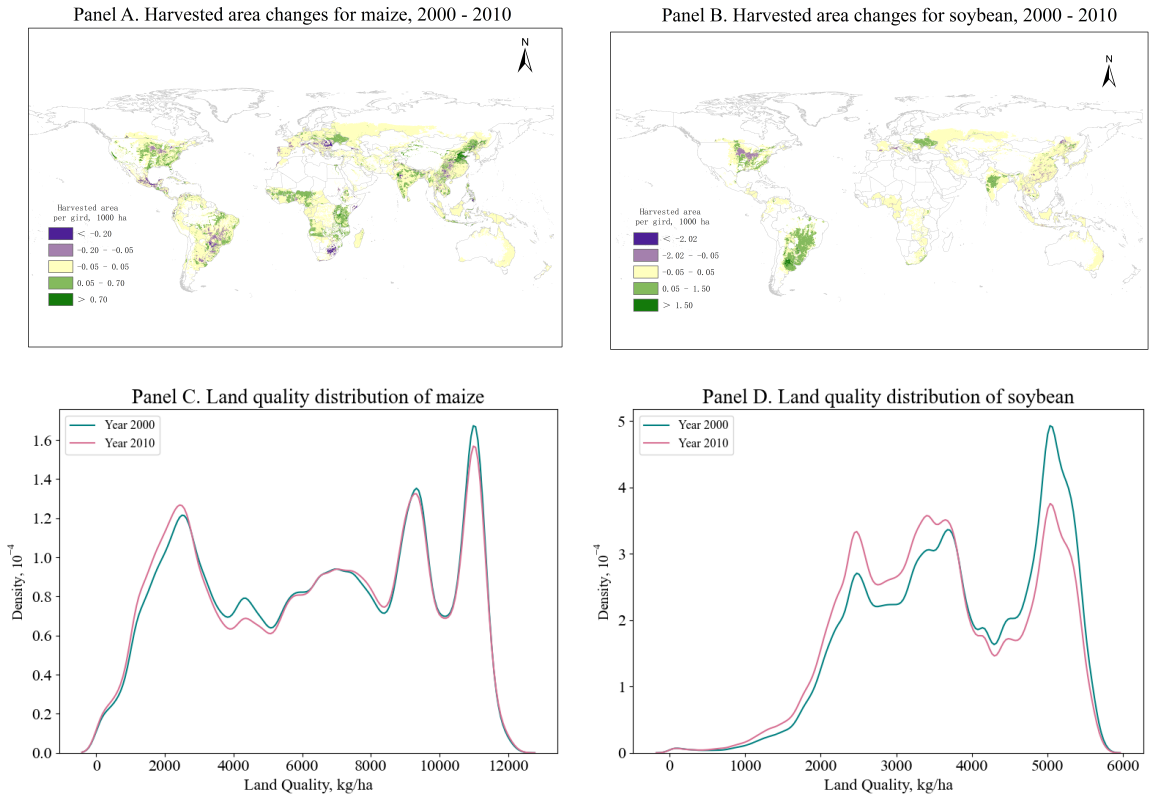 Panel A. Harvested area changes for maize, 2000 - 2010
N
Harvested area
per gird, 1000 ha
< -0.20
-0.20 - -0.05
-0.05 - 0.05
0.05 - 0.70
> 0.70
Panel B. Harvested area changes for soybean, 2000 - 2010
N
Harvested area
per gird, 1000 ha
< -2.02
-2.02 - -0.05
-0.05 - 0.05
0.05 - 1.50
> 1.50
Panel C. Land quality distribution of maize
Year 2000
Year 2010
Density, 10⁻⁴
1.6
1.4
1.2
1.0
0.8
0.6
0.4
0.2
0.0
0 2000 4000 6000 8000 10000 12000
Land Quality, kg/ha
Panel D. Land quality distribution of soybean
Year 2000
Year 2010
Density, 10⁻⁴
5
4
3
2
1
0
0 1000 2000 3000 4000 5000 6000
Land Quality, kg/ha